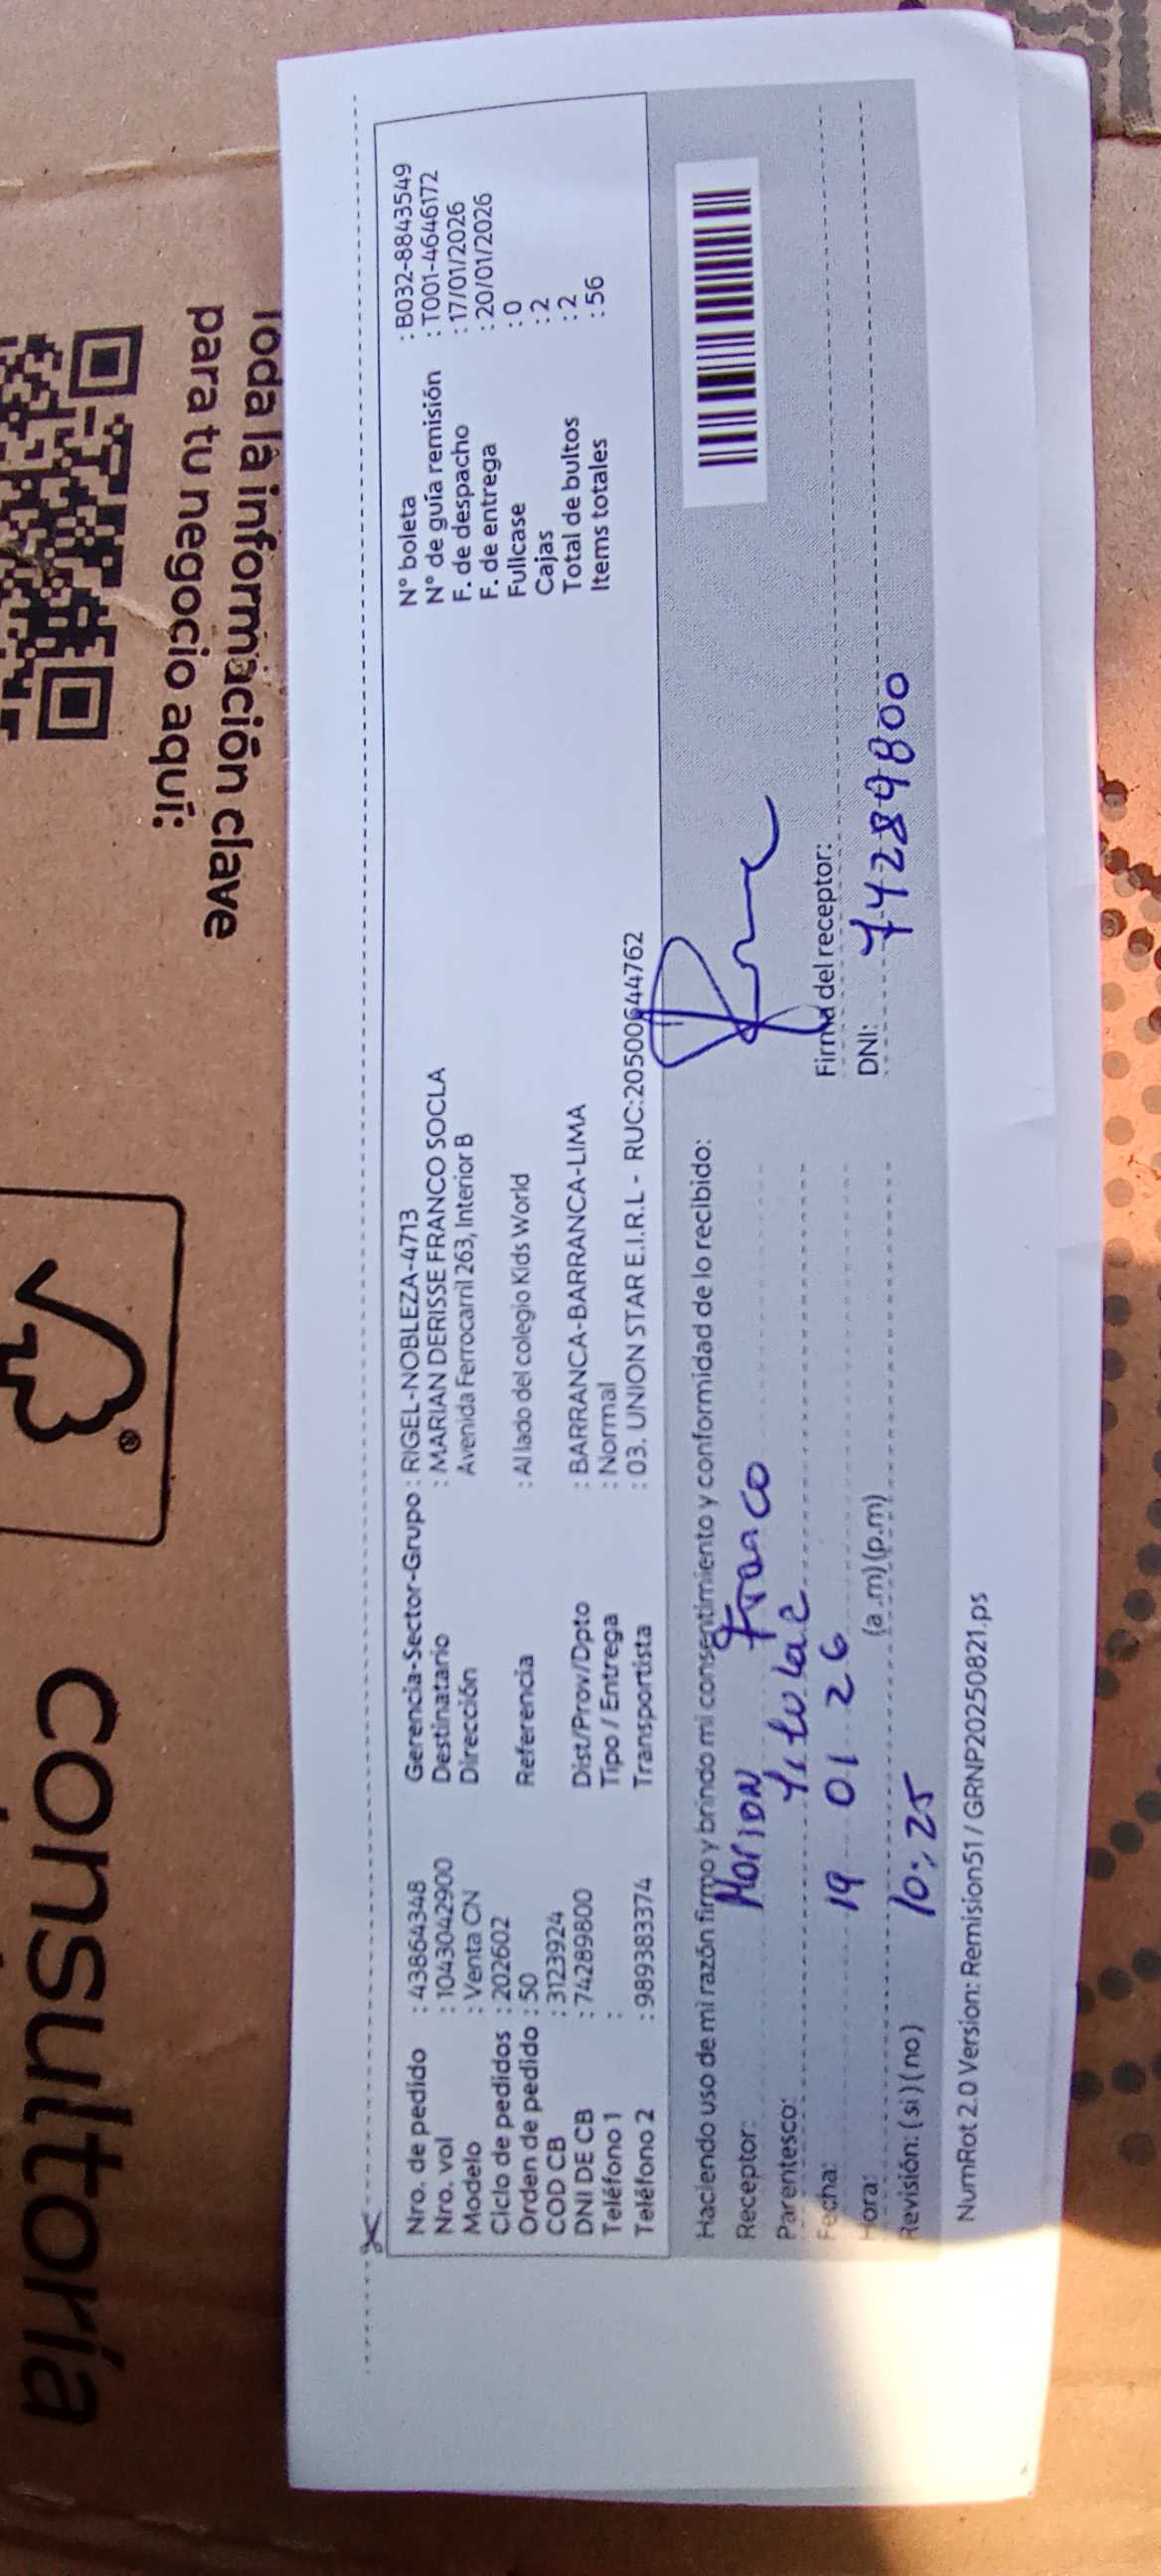 Toda la información clave
para tu negocio aquí:
consultoría
Nro. de pedido : 43864348
Nro. vol : 10430429​00
Modelo : Venta CN
Ciclo de pedidos : 202602
Orden de pedido : 50
COD CB : 3123924
DNI DE CB : 74289800
Teléfono 1 :
Teléfono 2 : 989383374
Gerencia-Sector-Grupo : RIGEL-NOBLEZA-4713
Destinatario : MARIAN DERISSE FRANCO SOCLA
Dirección Avenida Ferrocarril 263, Interior B
Referencia : Al lado del colegio Kids World
Dist/Prov/Dpto : BARRANCA-BARRANCA-LIMA
Tipo / Entrega : Normal
Transportista : 03. UNION STAR E.I.R.L - RUC:20500644762
N° boleta : B032-8843549
N° de guía remisión : T001-4646172
F. de despacho : 17/01/2026
F. de entrega : 20/01/2026
Fullcase : 0
Cajas : 2
Total de bultos : 2
Items totales : 56
Haciendo uso de mi razón firmo y brindo mi consentimiento y conformidad de lo recibido:
Receptor: Marian Franco
Parentesco: Titular
Fecha: 19 01 26
Hora: 10:25 (a.m)(p.m)
Revisión: (si)(no)
Firma del receptor:
DNI: 74289800
NumRot 2.0 Version: Remision51 / GRNP20250821.ps